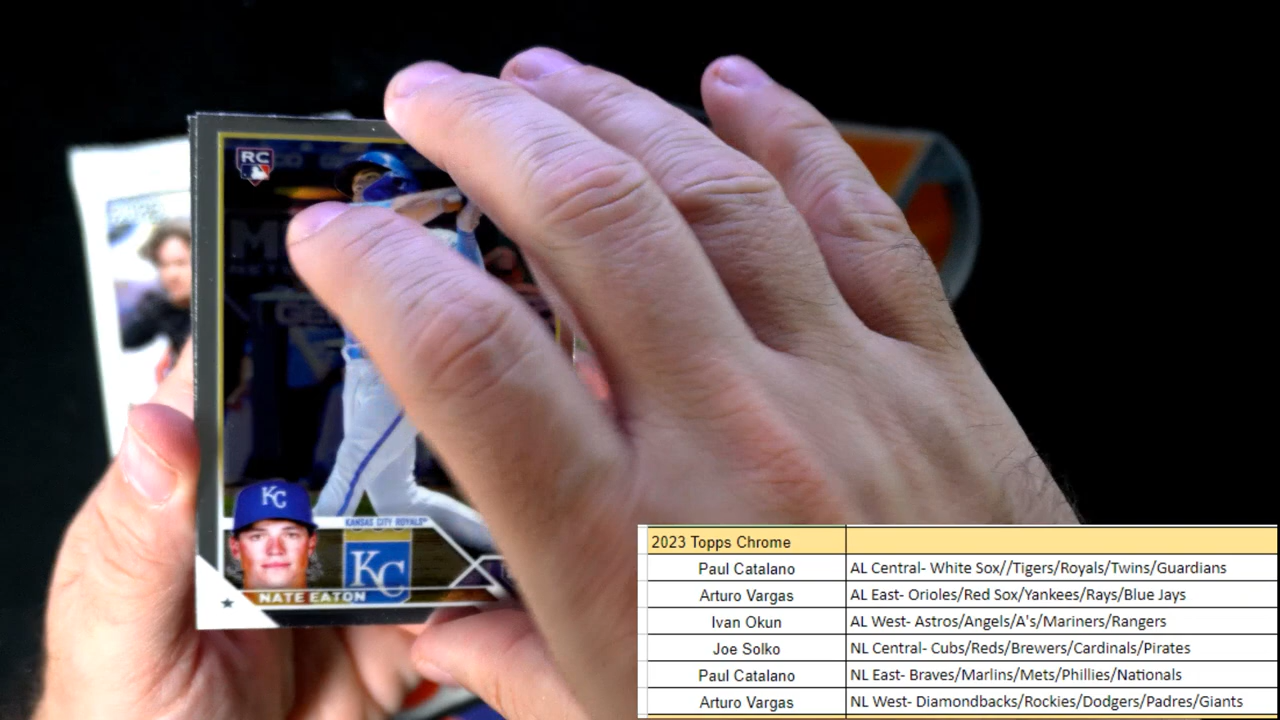 RC
KC
KANSAS CITY ROYALS
KC
NATE EATON
2023 Topps Chrome
Paul Catalano AL Central- White Sox//Tigers/Royals/Twins/Guardians
Arturo Vargas AL East- Orioles/Red Sox/Yankees/Rays/Blue Jays
Ivan Okun AL West- Astros/Angels/A's/Mariners/Rangers
Joe Solko NL Central- Cubs/Reds/Brewers/Cardinals/Pirates
Paul Catalano NL East- Braves/Marlins/Mets/Phillies/Nationals
Arturo Vargas NL West- Diamondbacks/Rockies/Dodgers/Padres/Giants